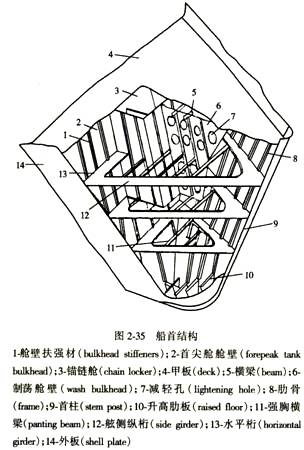 4
3
5
6
2
7
1
14
13
8
12
9
11
10
图 2-35 船首结构
1-舱壁扶强材(bulkhead stiffeners);2-首尖舱舱壁(forepeak tank
bulkhead);3-锚链舱(chain locker);4-甲板(deck);5-横梁(beam);6-
制荡舱壁(wash bulkhead);7-减轻孔(lightening hole);8-肋骨
(frame);9-首柱(stem post);10-升高肋板(raised floor);11-强胸横
梁(panting beam);12-舷侧纵桁(side girder);13-水平桁(horizontal
girder);14-外板(shell plate)